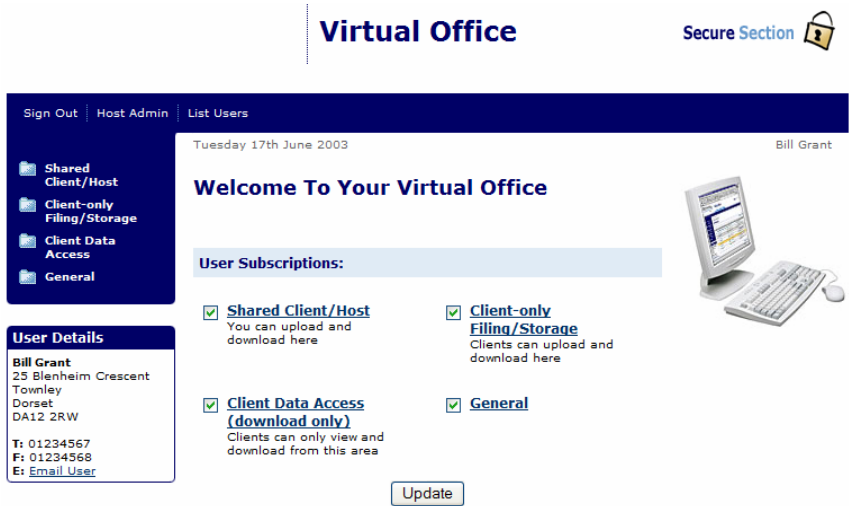 Virtual Office
Secure Section
Sign Out Host Admin List Users
Tuesday 17th June 2003
Bill Grant
Shared
Client/Host
Client-only
Filing/Storage
Client Data
Access
General
Welcome To Your Virtual Office
User Subscriptions:
Shared Client/Host
You can upload and
download here
Client-only
Filing/Storage
Clients can upload and
download here
Client Data Access
(download only)
Clients can only view and
download from this area
General
Update
User Details
Bill Grant
25 Blenheim Crescent
Townley
Dorset
DA12 2RW
T: 01234567
F: 01234568
E: Email User